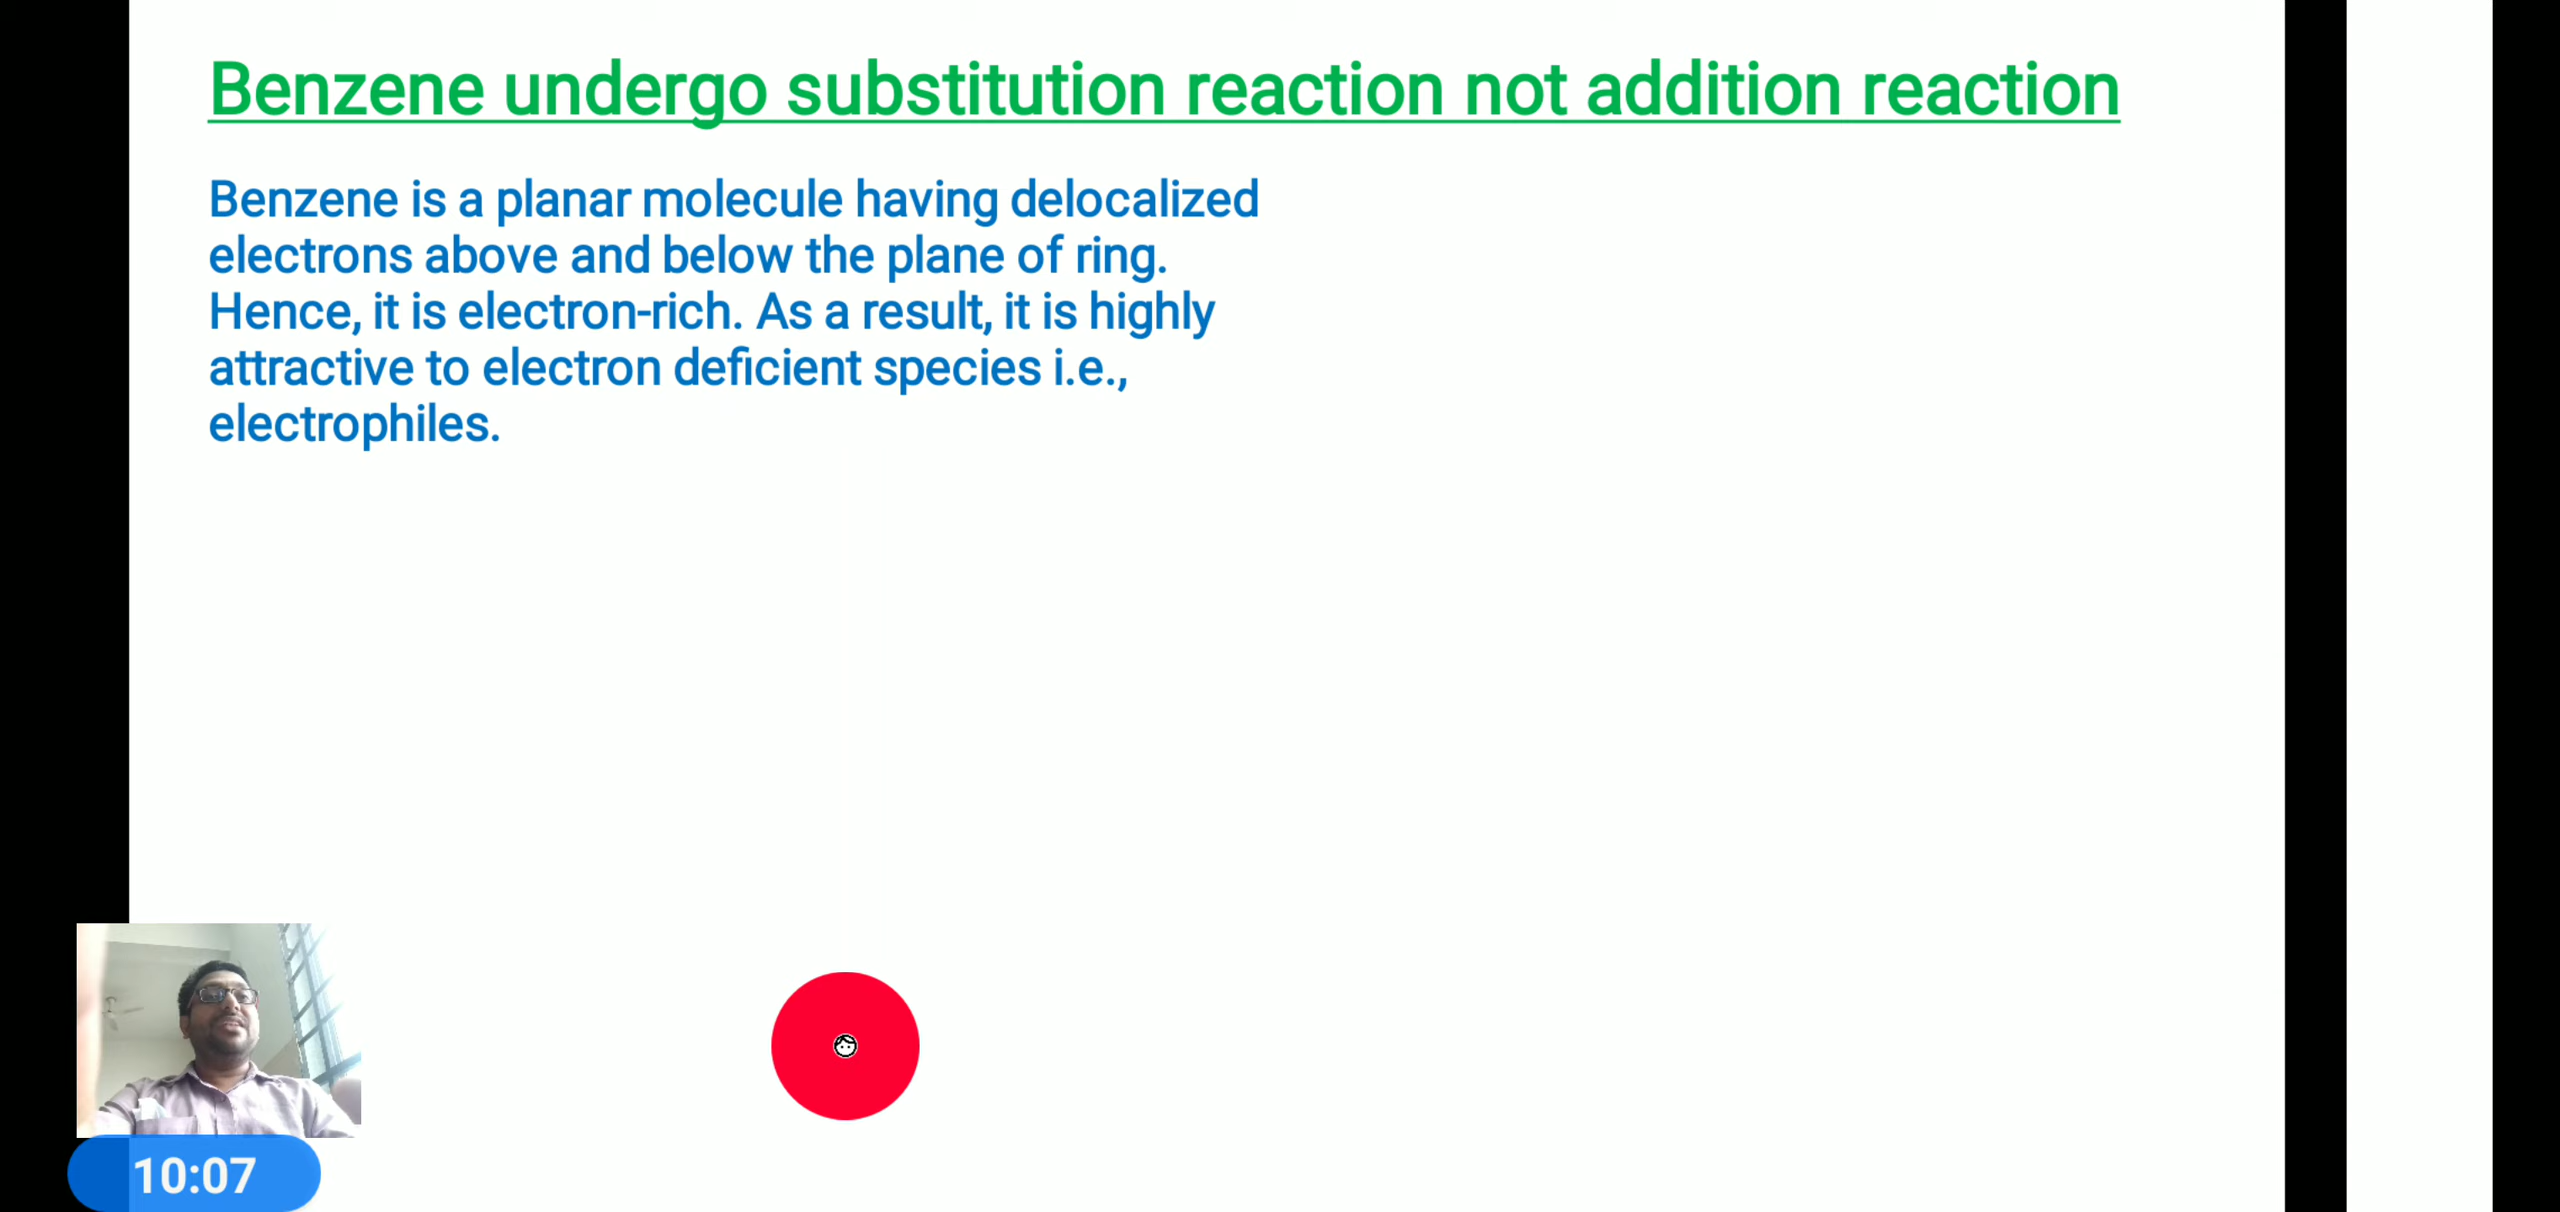 Benzene undergo substitution reaction not addition reaction
Benzene is a planar molecule having delocalized
electrons above and below the plane of ring.
Hence, it is electron-rich. As a result, it is highly
attractive to electron deficient species i.e.,
electrophiles.
10:07